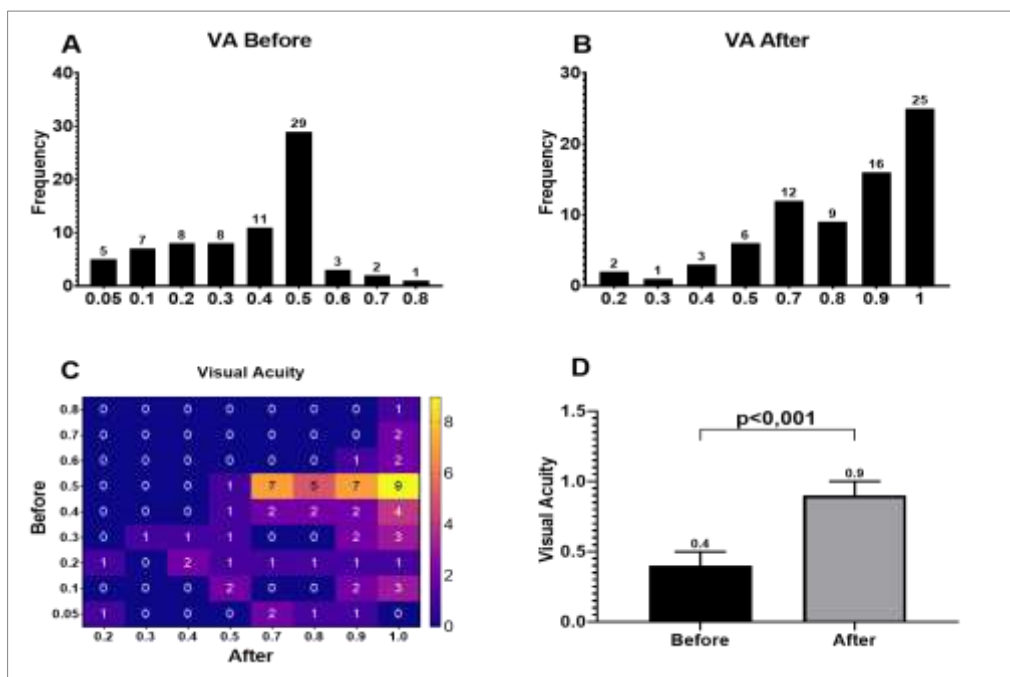 A
VA Before
Frequency
40
30
20
10
0
5
7
8
8
11
29
3
2
1
0.05 0.1 0.2 0.3 0.4 0.5 0.6 0.7 0.8
B
VA After
Frequency
30
20
10
0
2
1
3
6
12
9
16
25
0.2 0.3 0.4 0.5 0.7 0.8 0.9 1
C
Visual Acuity
Before
0.8 0 0 0 0 0 0 0 1
0.7 0 0 0 0 0 0 0 2
0.6 0 0 0 0 0 0 1 2
0.5 0 0 0 1 7 5 7 9
0.4 0 0 0 1 2 2 2 4
0.3 0 1 1 1 0 0 2 3
0.2 1 0 2 1 1 1 1 1
0.1 0 0 0 2 0 0 2 3
0.05 1 0 0 0 2 1 1 0
0.2 0.3 0.4 0.5 0.7 0.8 0.9 1.0
After
8
6
4
2
0
D
Visual Acuity
1.5
1.0
0.5
0.0
p<0,001
0.4
0.9
Before After